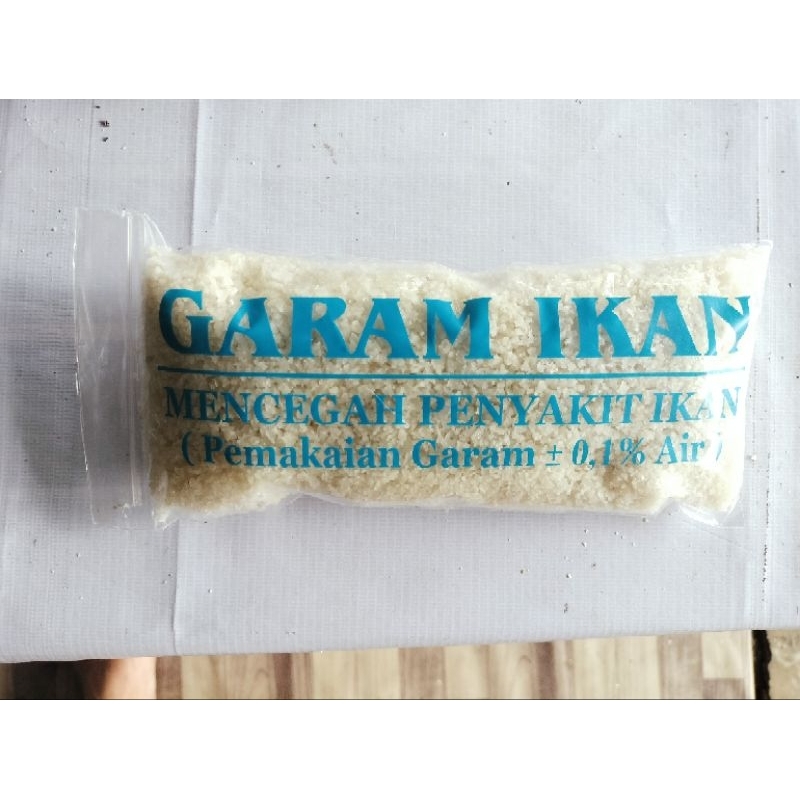 GARAM IKAN
MENCEGAH PENYAKIT IKAN
( Pemakaian Garam ± 0,1% Air )